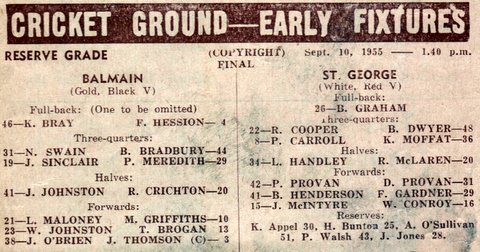 CRICKET GROUND—EARLY FIXTURES
RESERVE GRADE (COPYRIGHT) Sept. 10, 1955 — 1.40 p.m.
FINAL
BALMAIN
(Gold, Black V)
Full-back: (One to be omitted)
46—K. BRAY F. HESSION— 4
Three-quarters:
31—N. SWAIN B. BRADBURY—44
19—J. SINCLAIR P. MEREDITH—29
Halves:
41—J. JOHNSTON R. CRICHTON—20
Forwards:
21—L. MALONEY M. GRIFFITHS—10
23—W. JOHNSTON T. BROGAN 13
38—J. O'BRIEN J. THOMSON (C)— 3
ST. GEORGE
(White, Red V)
Full-back:
26—B. GRAHAM
Three-quarters:
22—R. COOPER B. DWYER—48
8—P. CARROLL K. MOFFAT—36
Halves:
34—L. HANDLEY R. McLAREN—20
Forwards:
42—P. PROVAN D. PROVAN—31
41—B. HENDERSON F. GARDNER—29
15—J. McINTYRE W. CONROY—16
Reserves:
K. Appel 30, H. Bunton 25, A. O'Sullivan
51, P. Walsh 43, J. Jones 28.